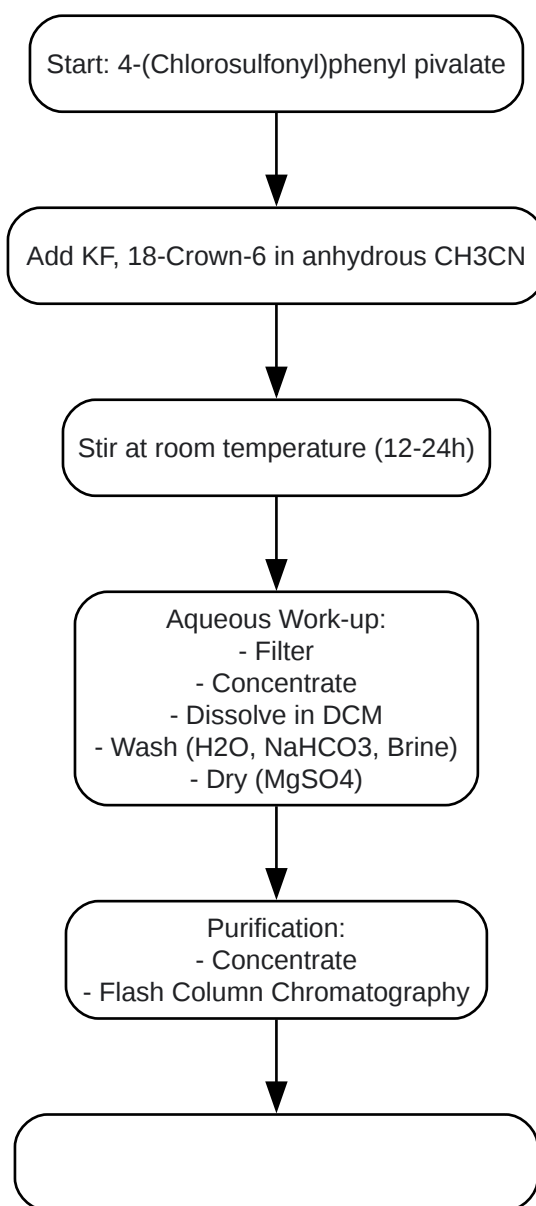 Start: 4-(Chlorosulfonyl)phenyl pivalate
Add KF, 18-Crown-6 in anhydrous CH3CN
Stir at room temperature (12-24h)
Aqueous Work-up:
- Filter
- Concentrate
- Dissolve in DCM
- Wash (H2O, NaHCO3, Brine)
- Dry (MgSO4)
Purification:
- Concentrate
- Flash Column Chromatography